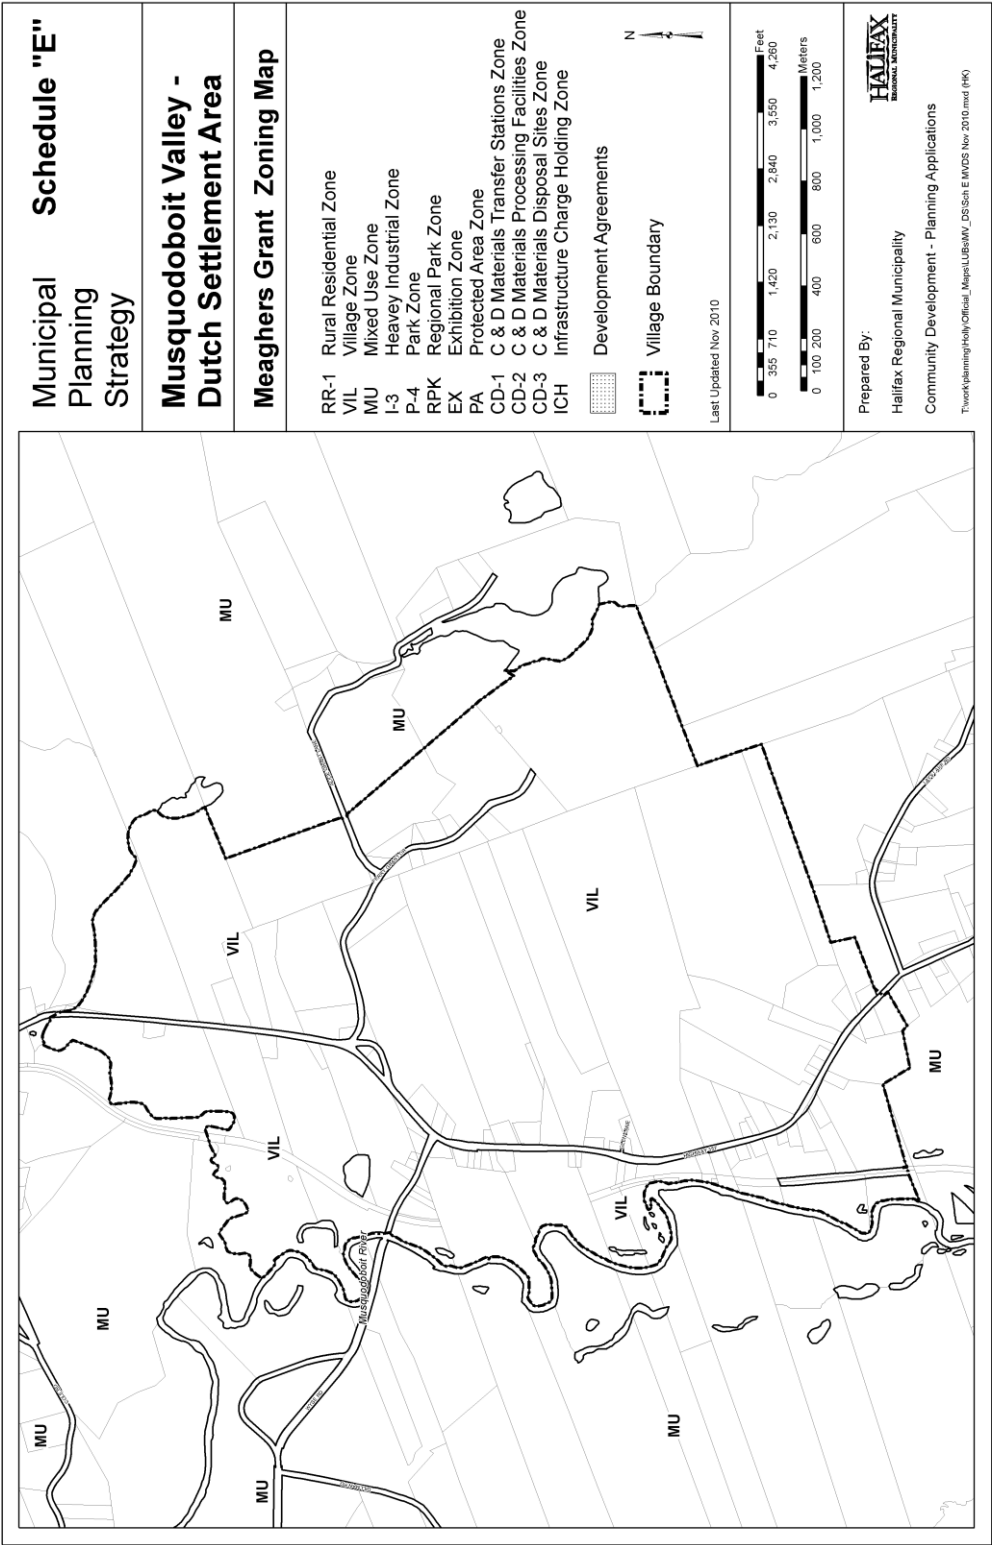 Municipal Schedule "E"
Planning
Strategy
Musquodoboit Valley -
Dutch Settlement Area
Meaghers Grant Zoning Map
RR-1 Rural Residential Zone
VIL Village Zone
MU Mixed Use Zone
I-3 Heavey Industrial Zone
P-4 Park Zone
RPK Regional Park Zone
EX Exhibition Zone
PA Protected Area Zone
CD-1 C & D Materials Transfer Stations Zone
CD-2 C & D Materials Processing Facilities Zone
CD-3 C & D Materials Disposal Sites Zone
ICH Infrastructure Charge Holding Zone
Development Agreements
Village Boundary
N
Last Updated Nov 2010
0 355 710 1,420 2,130 2,840 3,550 4,260
Feet
Meters
0 100 200 400 600 800 1,000 1,200
Prepared By:
HALIFAX
REGIONAL MUNICIPALITY
Halifax Regional Municipality
Community Development - Planning Applications
MU
MU
MU
MU
MU
VIL
VIL
VIL
VIL
Musquodoboit River
MU
MU